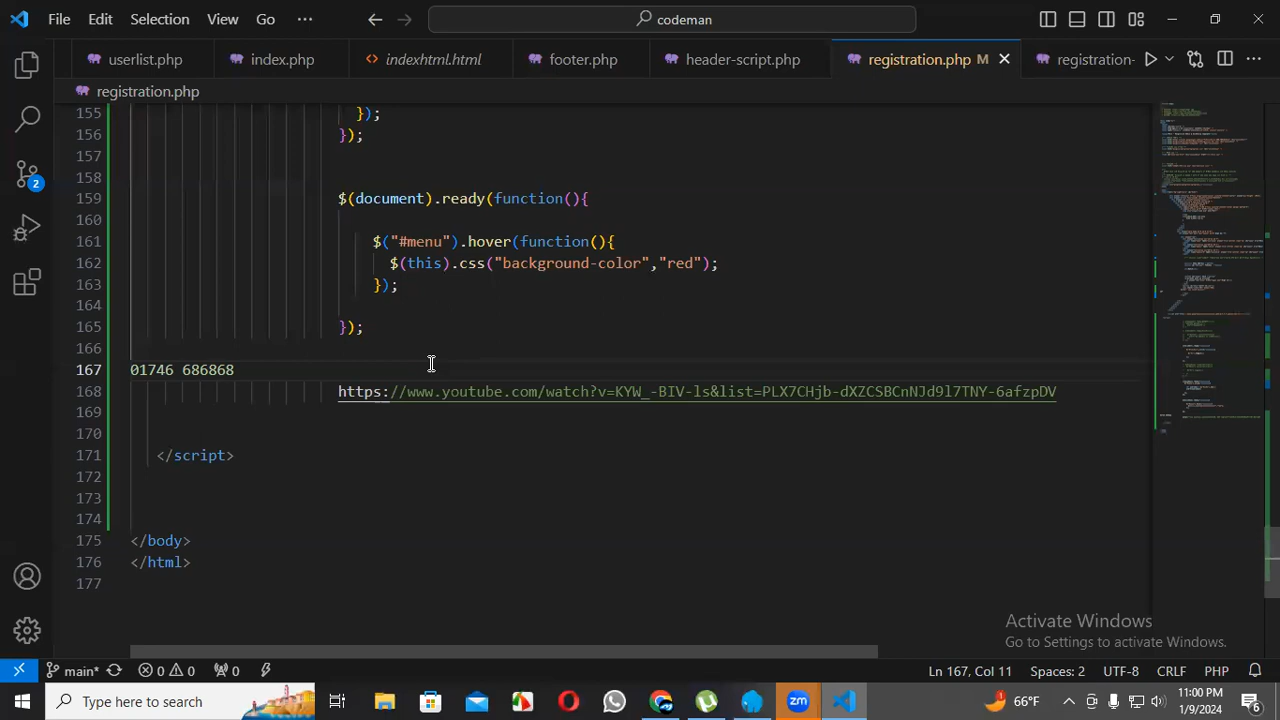 File Edit Selection View Go ··· codeman
userlist.php index.php indexhtml.html footer.php header-script.php registration.php M registration-
registration.php
155 });
156 });
157
158
159 $(document).ready(function(){
160
161 $("#menu").hover(function(){
162 $(this).css("background-color","red");
163 });
164
165 });
166
167 01746 686868
168 https://www.youtube.com/watch?v=KYW_-BIV-ls&list=PLX7CHjb-dXZCSBCnNJd9l7TNY-6afzpDV
169
170
171 </script>
172
173
174
175 </body>
176 </html>
177
2
Activate Windows
Go to Settings to activate Windows.
main* 0 0 0 Ln 167, Col 11 Spaces: 2 UTF-8 CRLF PHP
Type here to search zm 66°F 11:00 PM
1/9/2024 6